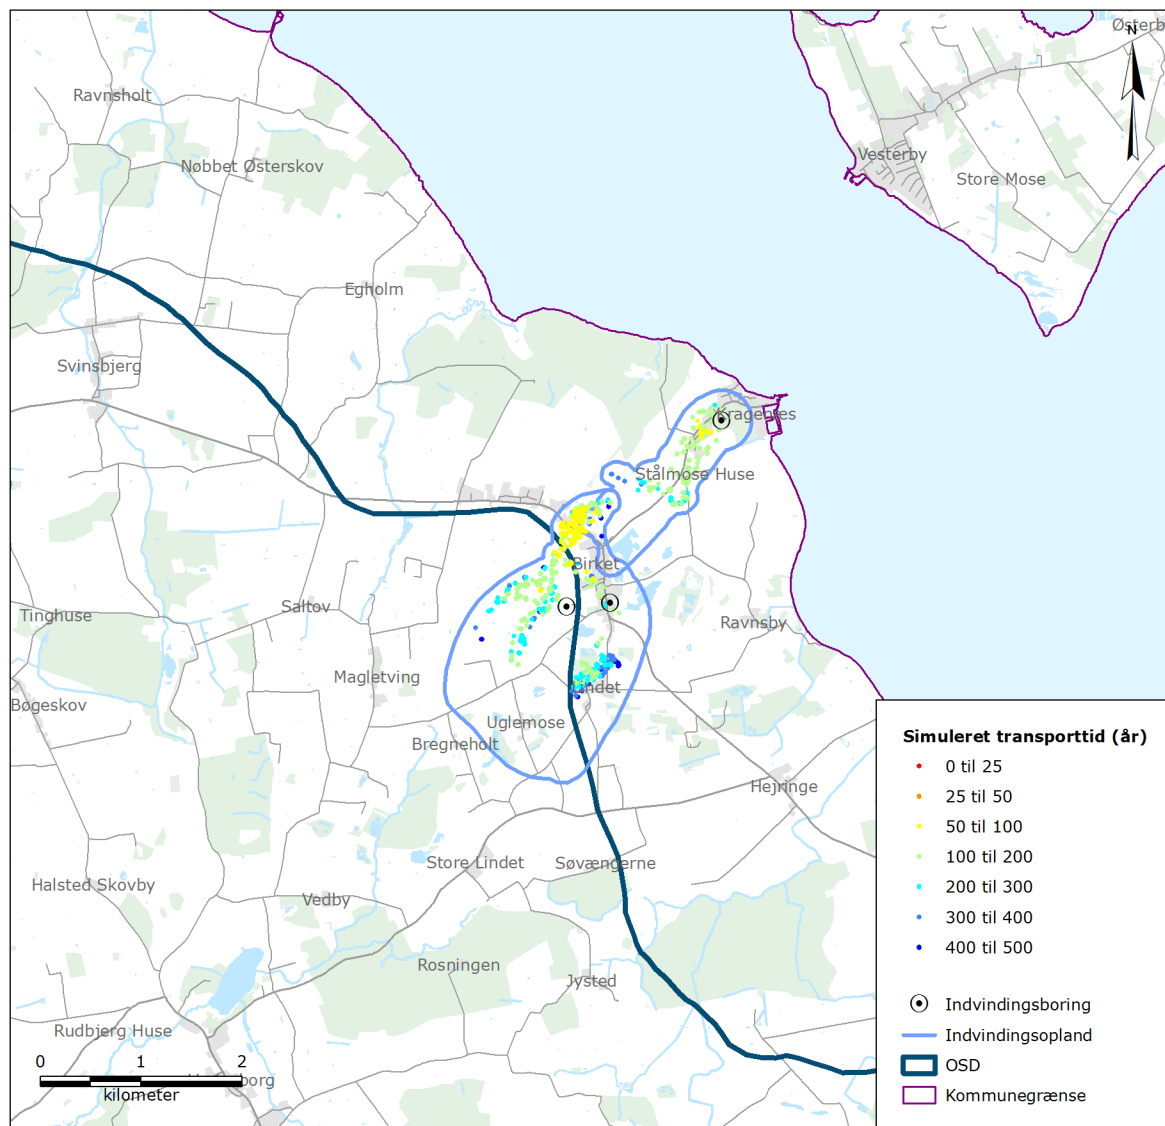 Østerb
N
Ravnsholt
Vesterby
Nøbbet Østerskov
Store Mose
Egholm
Svinsbjerg
Kragenæs
Stålmose Huse
Birket
Saltov
Tinghuse
Ravnsby
Magletving
Lindet
Bøgeskov
Uglemose
Bregneholt
Hejringe
Store Lindet
Søvængerne
Halsted Skovby
Vedby
Rosningen
Jysted
Rudbjerg Huse
borg
0 1 2
kilometer
Simuleret transporttid (år)
0 til 25
25 til 50
50 til 100
100 til 200
200 til 300
300 til 400
400 til 500
Indvindingsboring
Indvindingsopland
OSD
Kommunegrænse